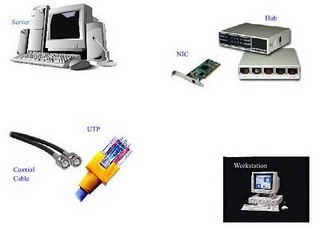 Server
Hub
NIC
UTP
Coaxial
Cable
Workstation